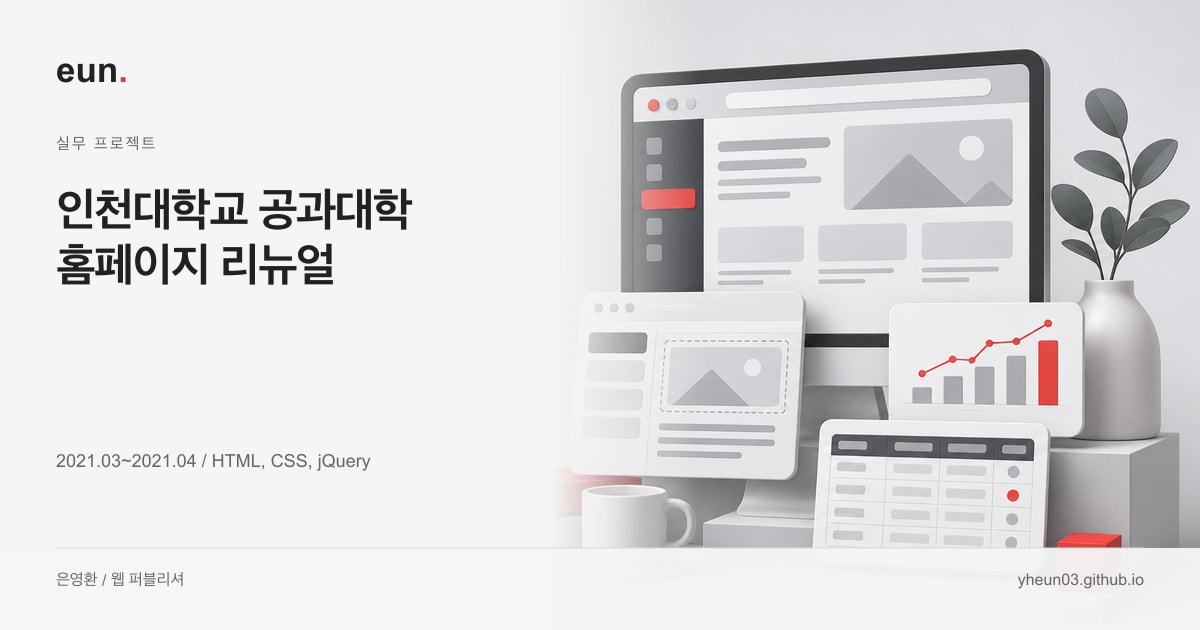 eun.
실무 프로젝트
인천대학교 공과대학
홈페이지 리뉴얼
2021.03~2021.04 / HTML, CSS, jQuery
은영환 / 웹 퍼블리셔
yheun03.github.io